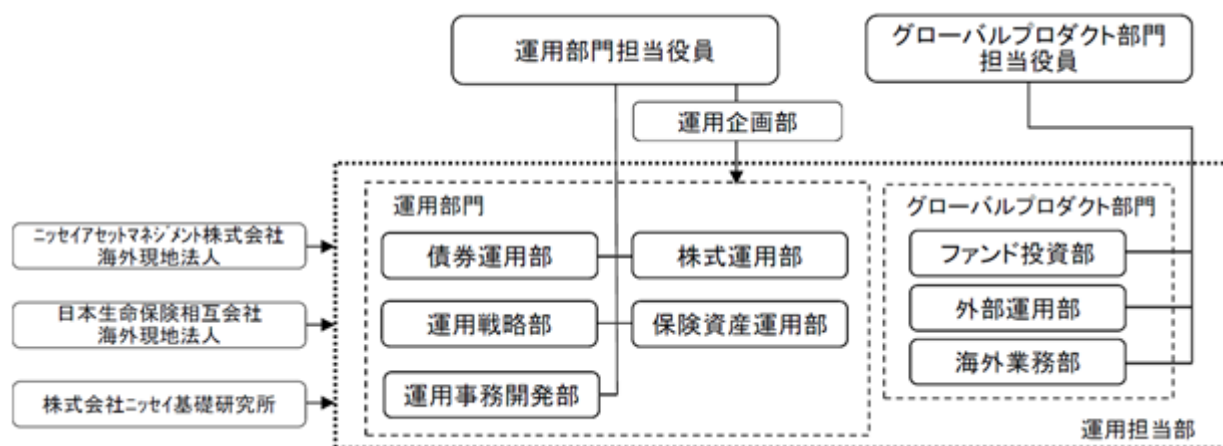 運用部門担当役員
グローバルプロダクト部門
担当役員
運用企画部
運用部門
グローバルプロダクト部門
ニッセイアセットマネジメント株式会社
海外現地法人
債券運用部
株式運用部
ファンド投資部
日本生命保険相互会社
海外現地法人
運用戦略部
保険資産運用部
外部運用部
海外業務部
株式会社ニッセイ基礎研究所
運用事務開発部
運用担当部